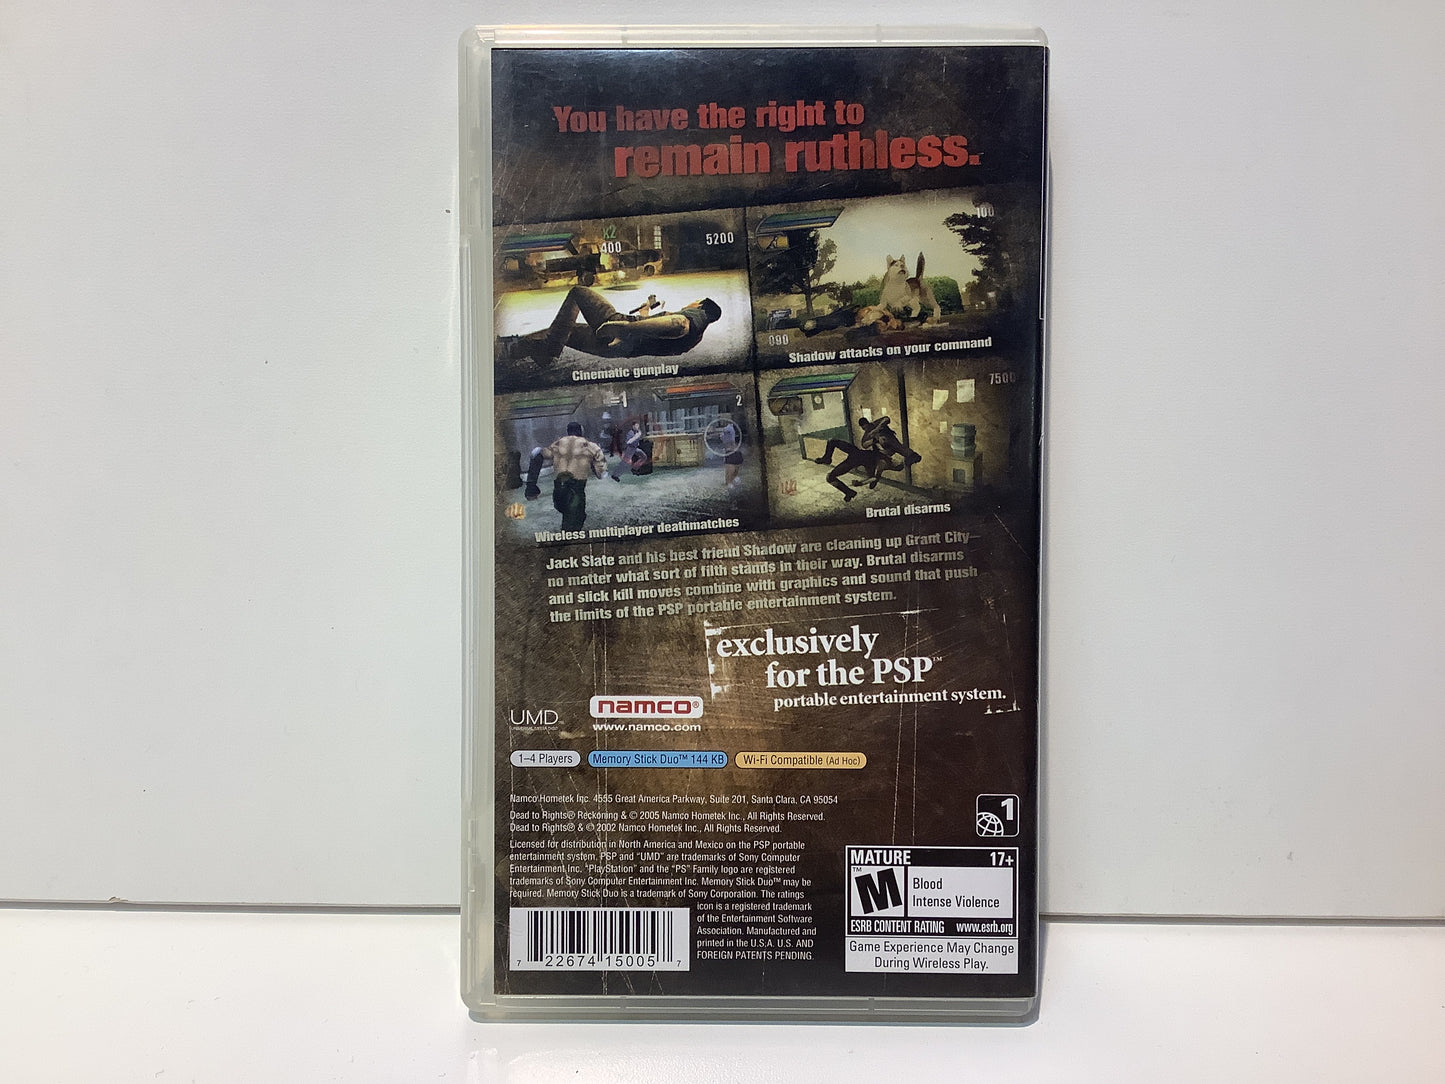 You have the right to
remain ruthless.
x2
400
5200
100
090
Cinematic gunplay
Shadow attacks on your command
1
2
7500
Wireless multiplayer deathmatches
Brutal disarms
Jack Slate and his best friend Shadow are cleaning up Grant City—
no matter what sort of filth stands in their way. Brutal disarms
and slick kill moves combine with graphics and sound that push
the limits of the PSP portable entertainment system.
exclusively
for the PSP™
portable entertainment system.
UMD™
UNIVERSAL MEDIA DISC
namco®
www.namco.com
1–4 Players
Memory Stick Duo™ 144 KB
Wi-Fi Compatible (Ad Hoc)
Namco Hometek Inc. 4555 Great America Parkway, Suite 201, Santa Clara, CA 95054
Dead to Rights® Reckoning & © 2005 Namco Hometek Inc., All Rights Reserved.
Dead to Rights® & © 2002 Namco Hometek Inc., All Rights Reserved.
Licensed for distribution in North America and Mexico on the PSP portable
entertainment system. PSP and "UMD" are trademarks of Sony Computer
Entertainment Inc. "PlayStation" and the "PS" Family logo are registered
trademarks of Sony Computer Entertainment Inc. Memory Stick Duo™ may be
required. Memory Stick Duo is a trademark of Sony Corporation. The ratings
icon is a registered trademark
of the Entertainment Software
Association. Manufactured and
printed in the U.S.A. U.S. AND
FOREIGN PATENTS PENDING.
7 22674 15005 7
1
MATURE 17+
M™
Blood
Intense Violence
ESRB CONTENT RATING www.esrb.org
Game Experience May Change
During Wireless Play.